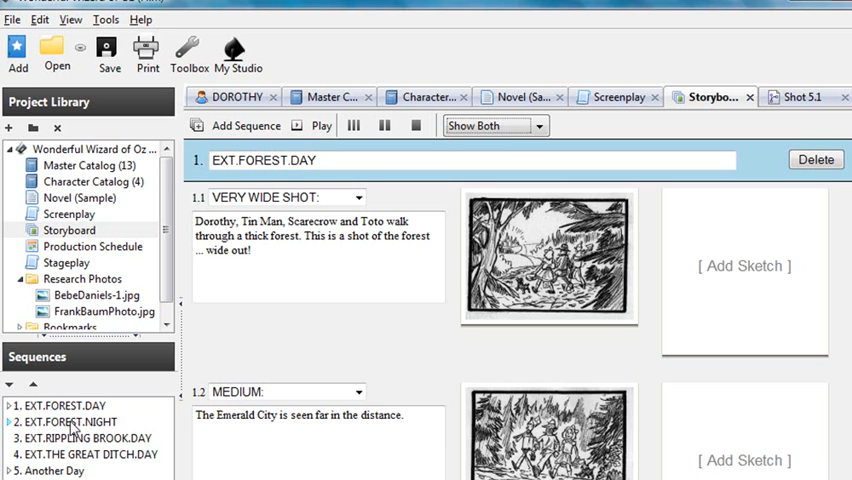 Wonderful Wizard of Oz (Film)
File Edit View Tools Help
Add Open Save Print Toolbox My Studio
Project Library
DOROTHY Master C... Character... Novel (Sa... Screenplay Storybo... Shot 5.1
Add Sequence Play Show Both
Wonderful Wizard of Oz ...
Master Catalog (13)
Character Catalog (4)
Novel (Sample)
Screenplay
Storyboard
Production Schedule
Stageplay
Research Photos
BebeDaniels-1.jpg
FrankBaumPhoto.jpg
Bookmarks
Sequences
1. EXT.FOREST.DAY
2. EXT.FOREST.NIGHT
3. EXT.RIPPLING BROOK.DAY
4. EXT.THE GREAT DITCH.DAY
5. Another Day
1. EXT.FOREST.DAY Delete
1.1 VERY WIDE SHOT:
Dorothy, Tin Man, Scarecrow and Toto walk
through a thick forest. This is a shot of the forest
... wide out!
[ Add Sketch ]
1.2 MEDIUM:
The Emerald City is seen far in the distance.
[ Add Sketch ]